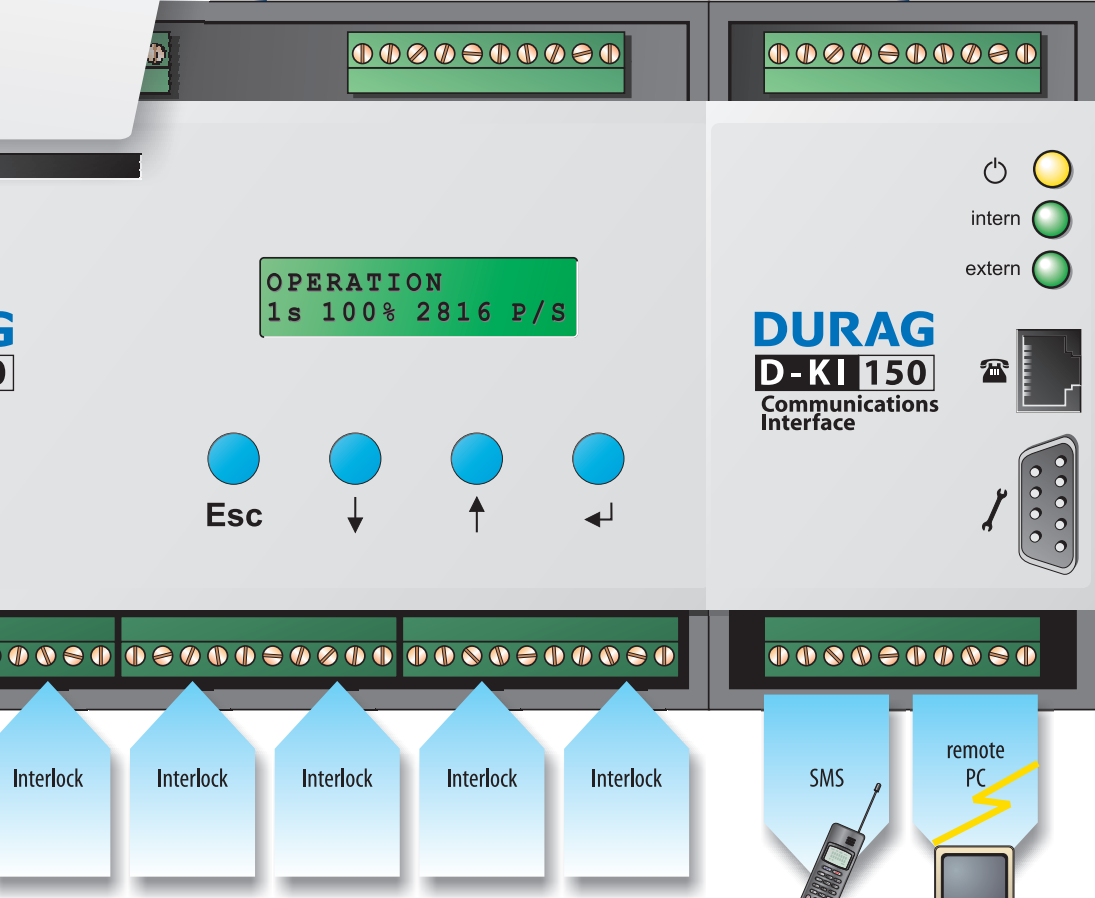 intern
extern
OPERATION
1s 100% 2816 P/S
G
0
DURAG
D-KI 150
Communications
Interface
Esc
Interlock
Interlock
Interlock
Interlock
Interlock
SMS
remote
PC